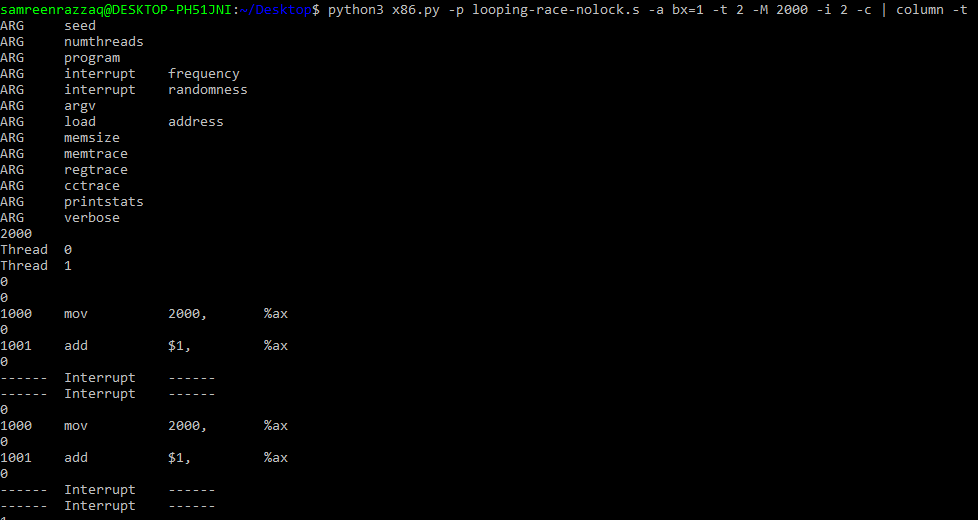 samreenrazzaq@DESKTOP-PH51JNI:~/Desktop$ python3 x86.py -p looping-race-nolock.s -a bx=1 -t 2 -M 2000 -i 2 -c | column -t
ARG seed
ARG numthreads
ARG program
ARG interrupt frequency
ARG interrupt randomness
ARG argv
ARG load address
ARG memsize
ARG memtrace
ARG regtrace
ARG cctrace
ARG printstats
ARG verbose
2000
Thread 0
Thread 1
0
0
1000 mov 2000, %ax
0
1001 add $1, %ax
0
------ Interrupt ------
------ Interrupt ------
0
1000 mov 2000, %ax
0
1001 add $1, %ax
0
------ Interrupt ------
------ Interrupt ------